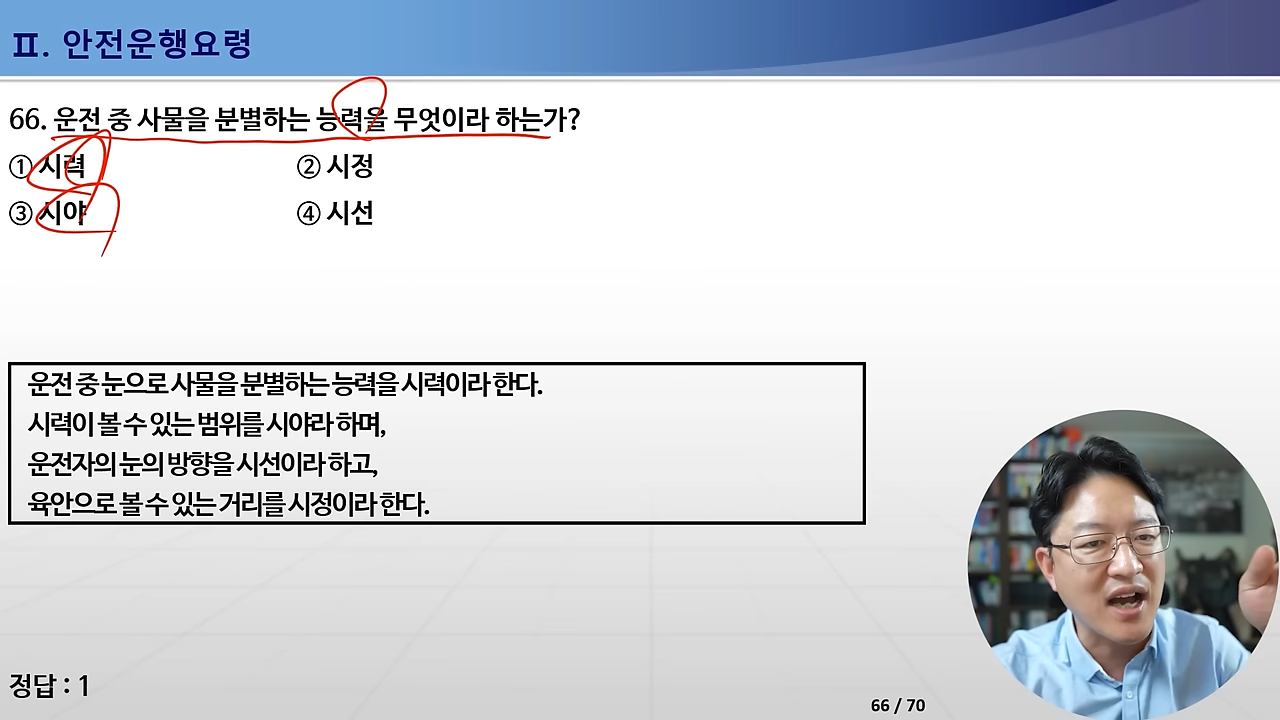 Ⅱ. 안전운행요령
66. 운전 중 사물을 분별하는 능력을 무엇이라 하는가?
① 시력 ② 시정
③ 시야 ④ 시선
운전 중 눈으로 사물을 분별하는 능력을 시력이라 한다.
시력이 볼 수 있는 범위를 시야라 하며,
운전자의 눈의 방향을 시선이라 하고,
육안으로 볼 수 있는 거리를 시정이라 한다.
정답 : 1
66 / 70